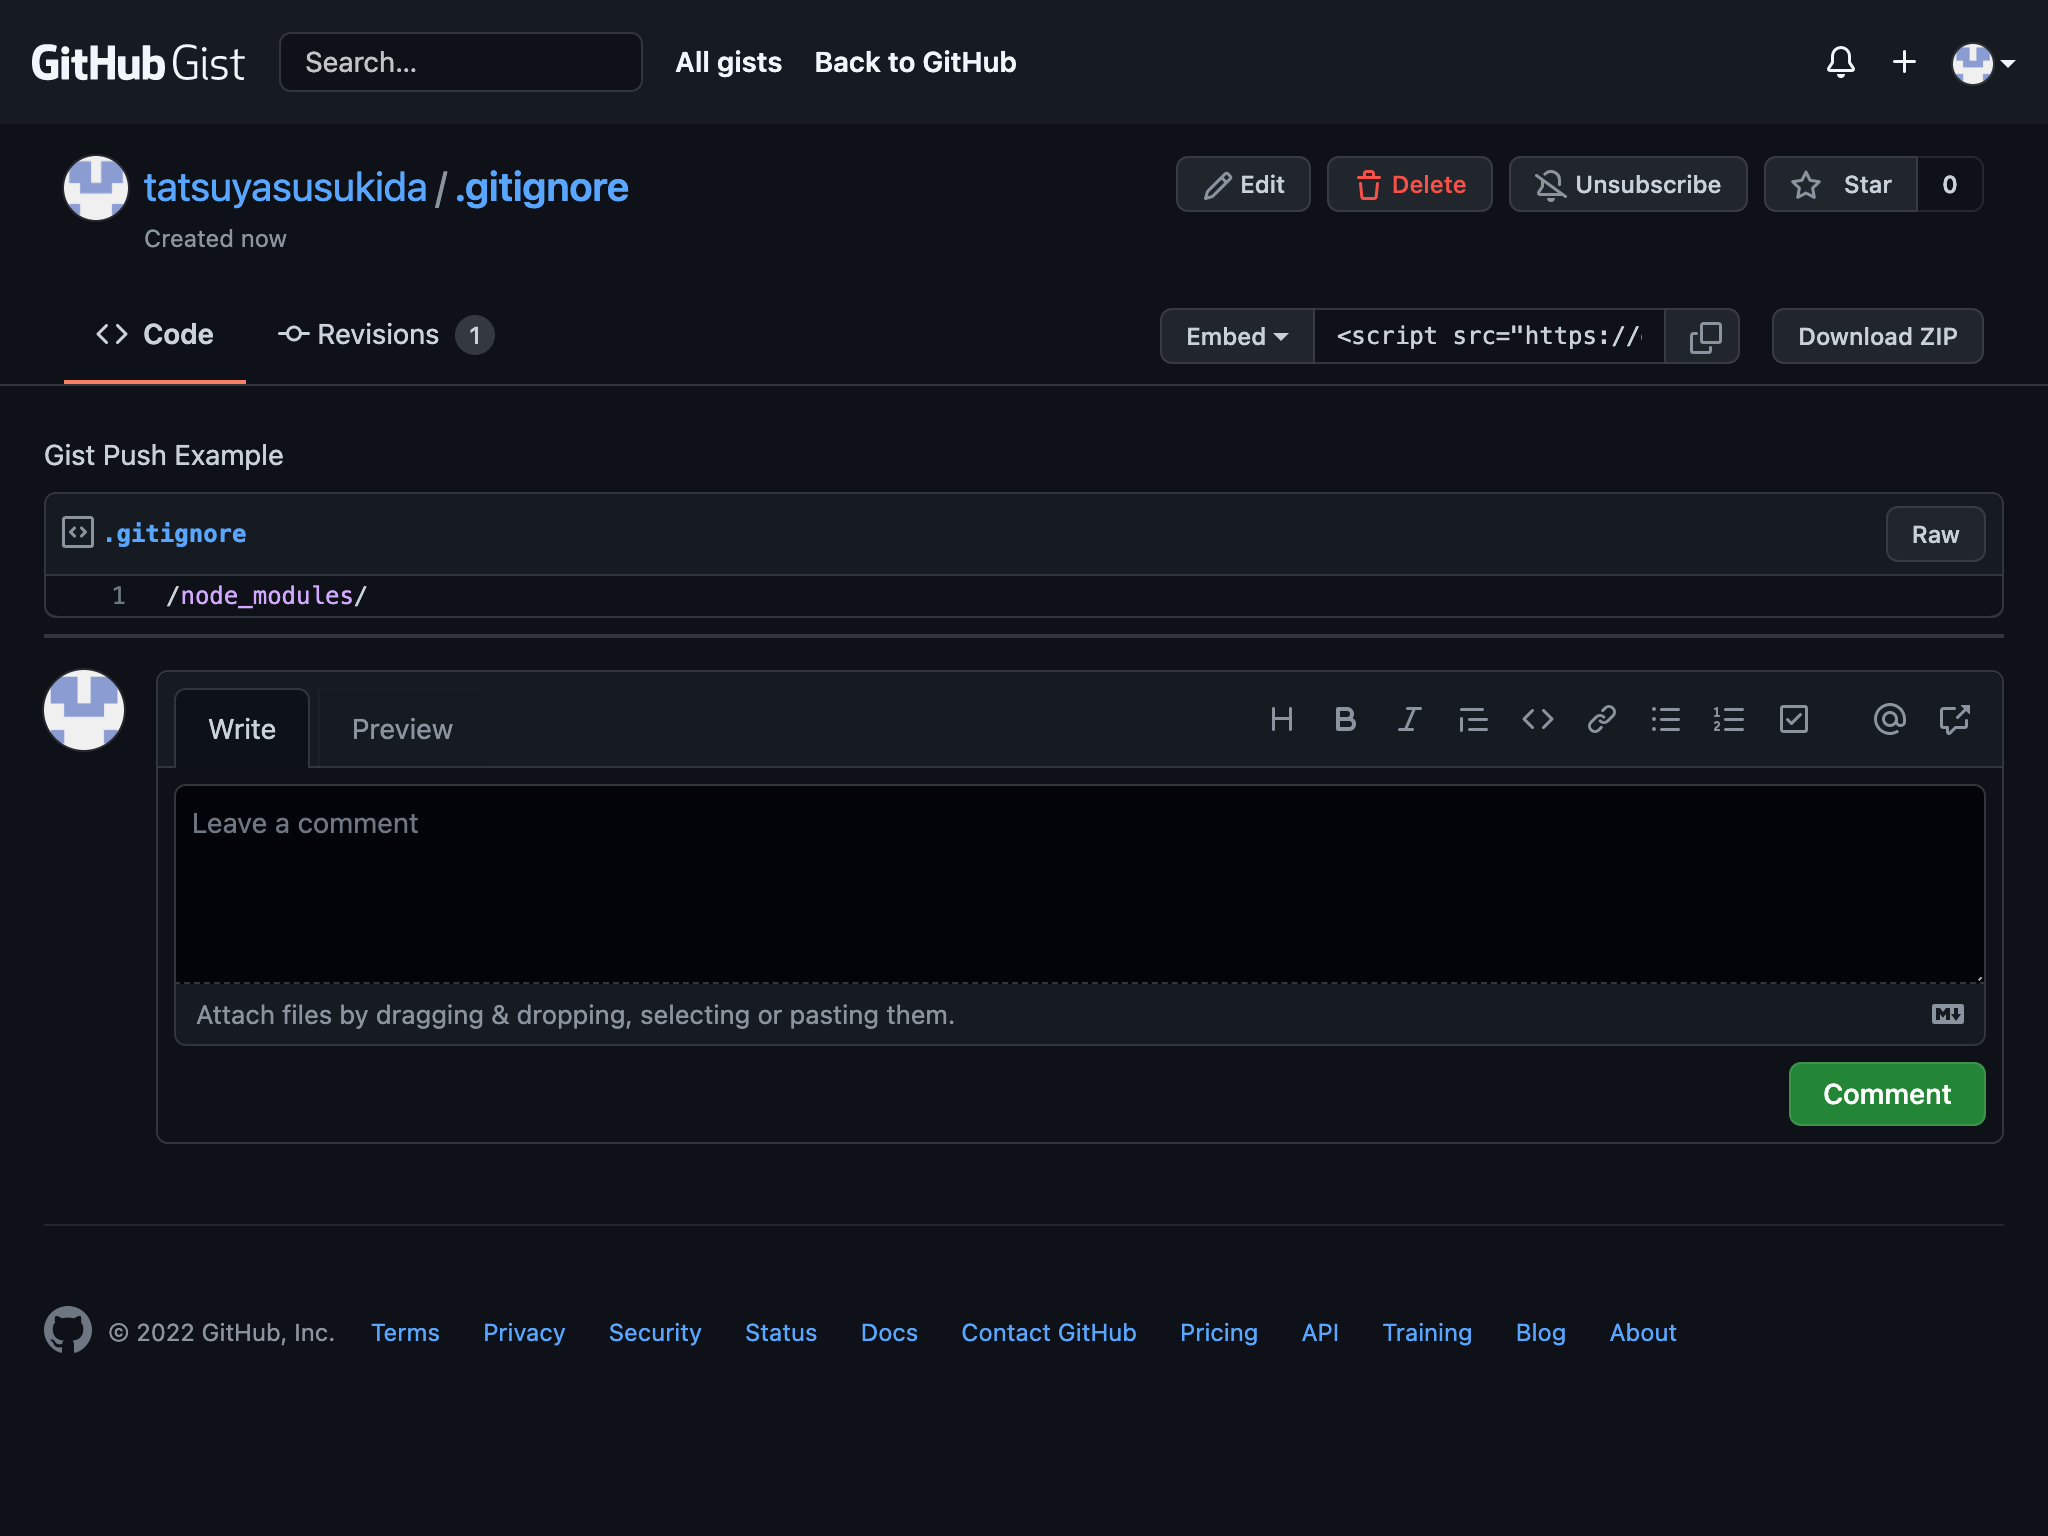 GitHub Gist Search... All gists Back to GitHub
tatsuyasusukida / .gitignore Edit Delete Unsubscribe Star 0
Created now
Code Revisions 1 Embed <script src="https:// Download ZIP
Gist Push Example
.gitignore Raw
1 /node_modules/
Write Preview
Leave a comment
Attach files by dragging & dropping, selecting or pasting them.
Comment
© 2022 GitHub, Inc. Terms Privacy Security Status Docs Contact GitHub Pricing API Training Blog About